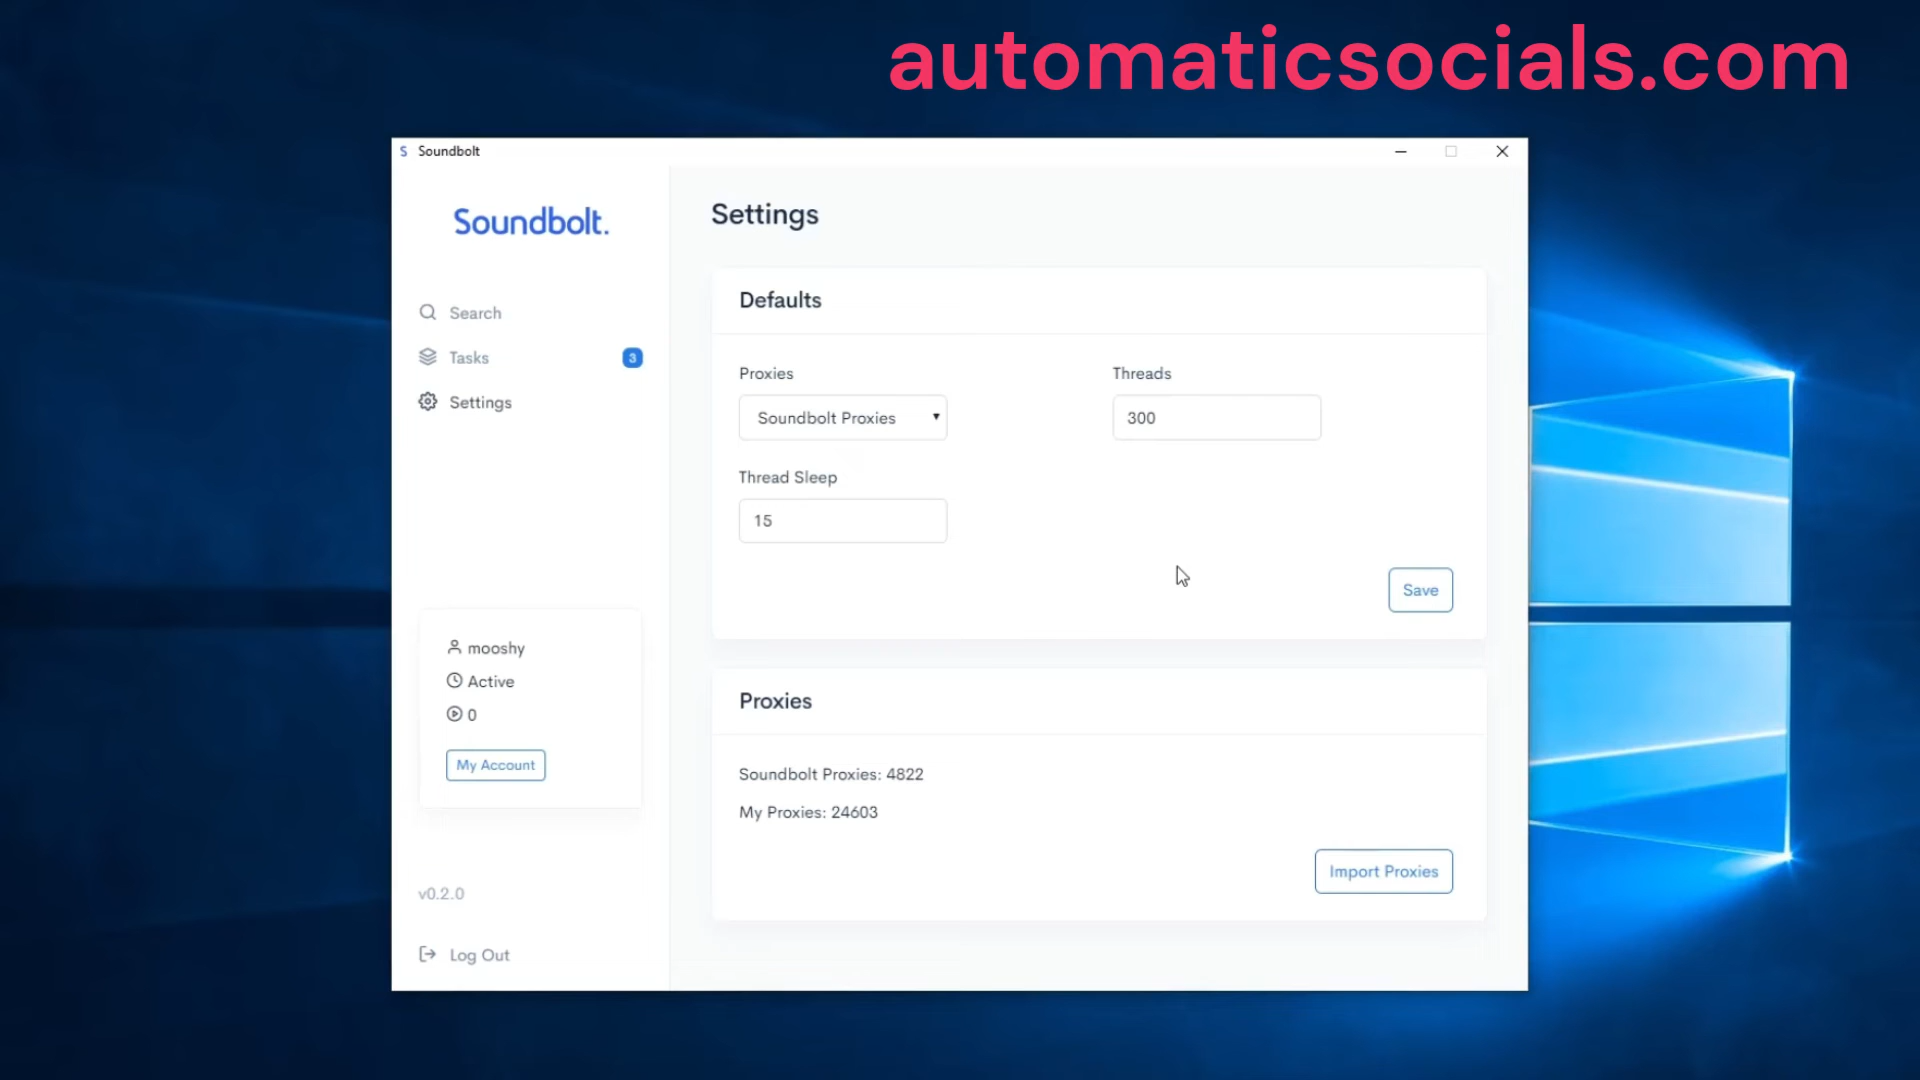 automaticsocials.com
Soundbolt
Soundbolt.
Search
Tasks
3
Settings
mooshy
Active
0
My Account
v0.2.0
Log Out
Settings
Defaults
Proxies
Threads
Soundbolt Proxies
300
Thread Sleep
15
Save
Proxies
Soundbolt Proxies: 4822
My Proxies: 24603
Import Proxies